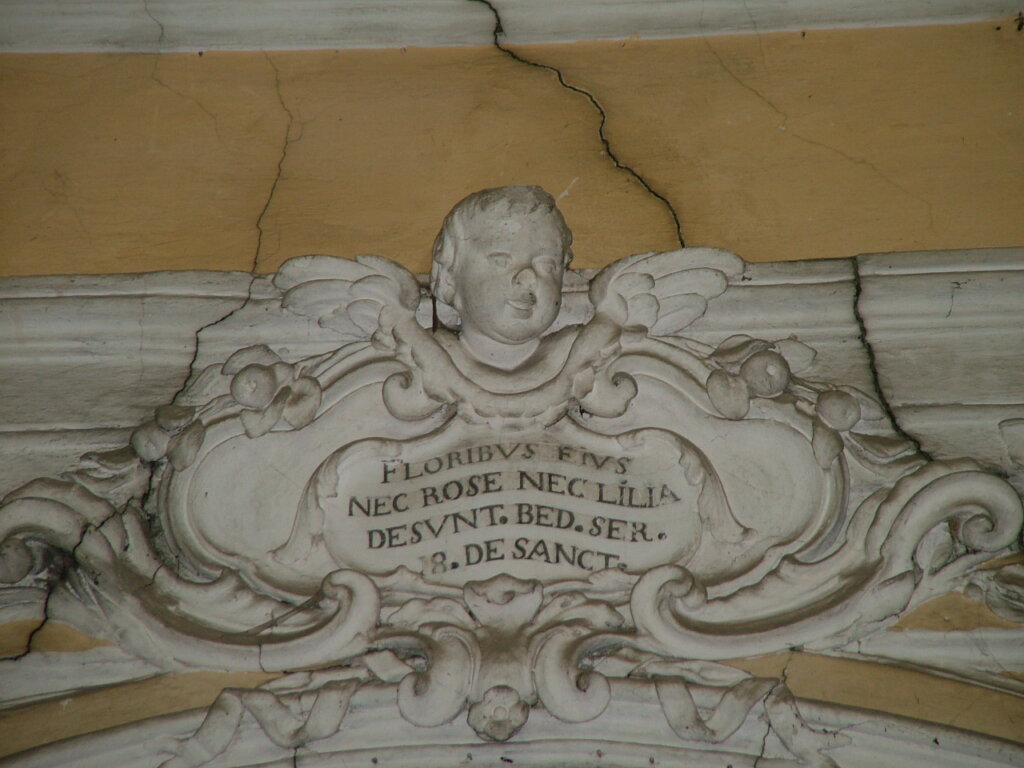 FLORIBVS EIVS
NEC ROSE NEC LILIA
DESVNT. BED. SER.
18. DE SANCT.